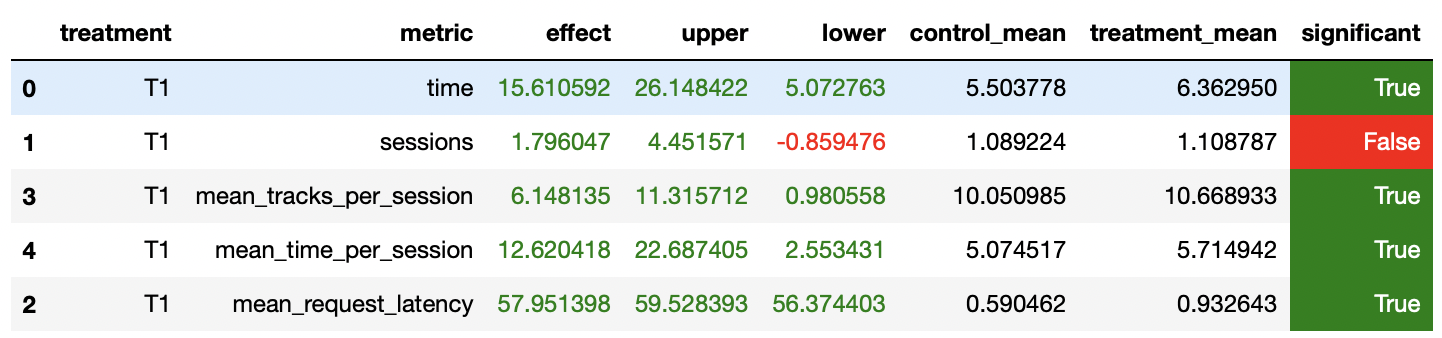 treatment metric effect upper lower control_mean treatment_mean significant
0 T1 time 15.610592 26.148422 5.072763 5.503778 6.362950 True
1 T1 sessions 1.796047 4.451571 -0.859476 1.089224 1.108787 False
3 T1 mean_tracks_per_session 6.148135 11.315712 0.980558 10.050985 10.668933 True
4 T1 mean_time_per_session 12.620418 22.687405 2.553431 5.074517 5.714942 True
2 T1 mean_request_latency 57.951398 59.528393 56.374403 0.590462 0.932643 True